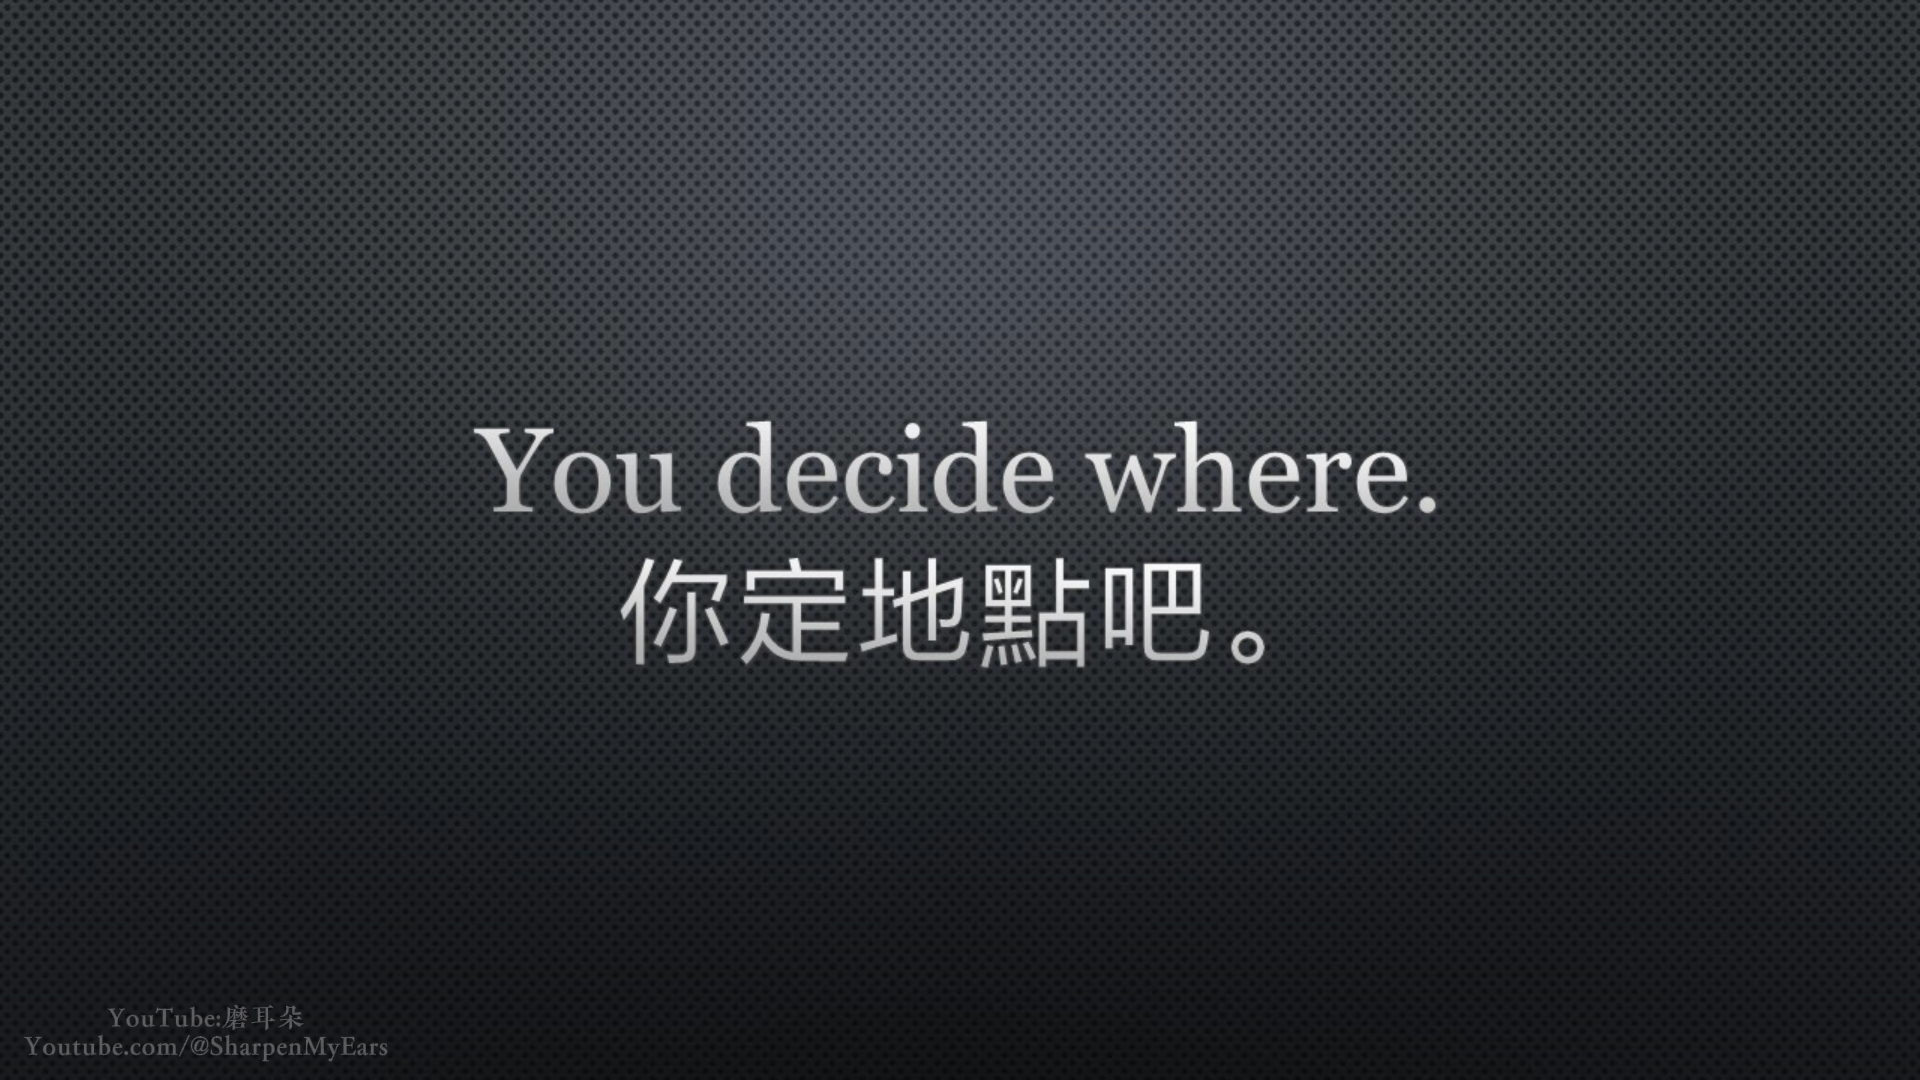 You decide where.
你定地點吧。
YouTube:磨耳朵
Youtube.com/@SharpenMyEars